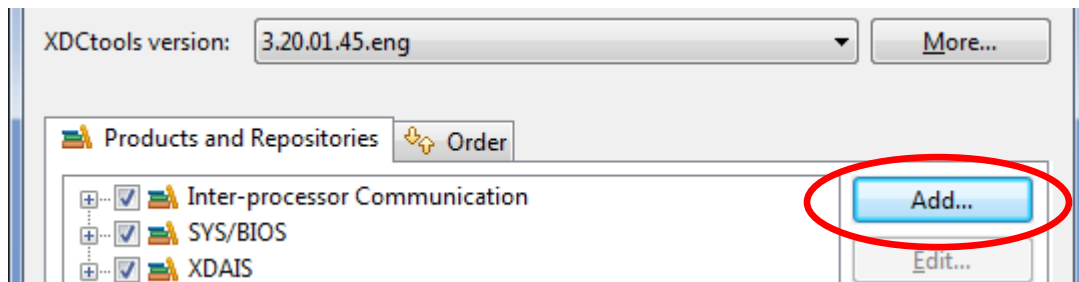 XDCtools version: 3.20.01.45.eng More...
Products and Repositories Order
Inter-processor Communication Add...
SYS/BIOS
XDAIS Edit...